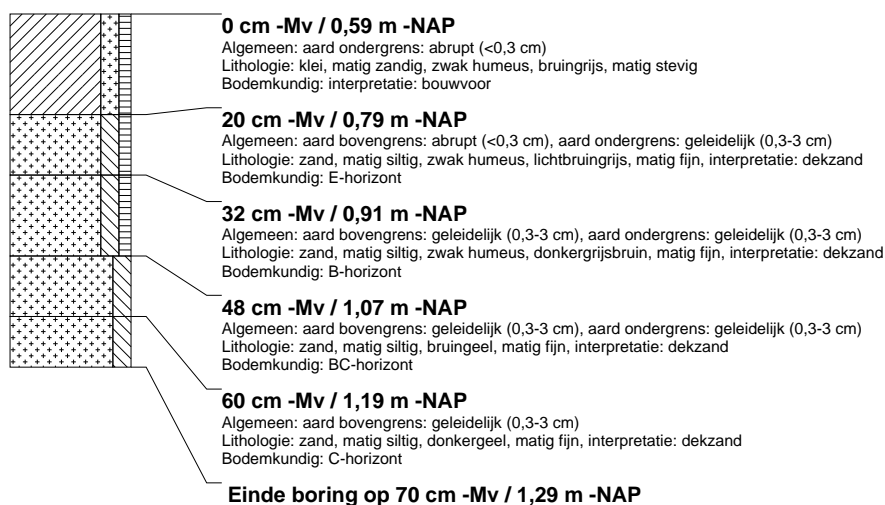 0 cm -Mv / 0,59 m -NAP
Algemeen: aard ondergrens: abrupt (<0,3 cm)
Lithologie: klei, matig zandig, zwak humeus, bruingrijs, matig stevig
Bodemkundig: interpretatie: bouwvoor
20 cm -Mv / 0,79 m -NAP
Algemeen: aard bovengrens: abrupt (<0,3 cm), aard ondergrens: geleidelijk (0,3-3 cm)
Lithologie: zand, matig siltig, zwak humeus, lichtbruingrijs, matig fijn, interpretatie: dekzand
Bodemkundig: E-horizont
32 cm -Mv / 0,91 m -NAP
Algemeen: aard bovengrens: geleidelijk (0,3-3 cm), aard ondergrens: geleidelijk (0,3-3 cm)
Lithologie: zand, matig siltig, zwak humeus, donkergrijsbruin, matig fijn, interpretatie: dekzand
Bodemkundig: B-horizont
48 cm -Mv / 1,07 m -NAP
Algemeen: aard bovengrens: geleidelijk (0,3-3 cm), aard ondergrens: geleidelijk (0,3-3 cm)
Lithologie: zand, matig siltig, bruingeel, matig fijn, interpretatie: dekzand
Bodemkundig: BC-horizont
60 cm -Mv / 1,19 m -NAP
Algemeen: aard bovengrens: geleidelijk (0,3-3 cm)
Lithologie: zand, matig siltig, donkergeel, matig fijn, interpretatie: dekzand
Bodemkundig: C-horizont
Einde boring op 70 cm -Mv / 1,29 m -NAP